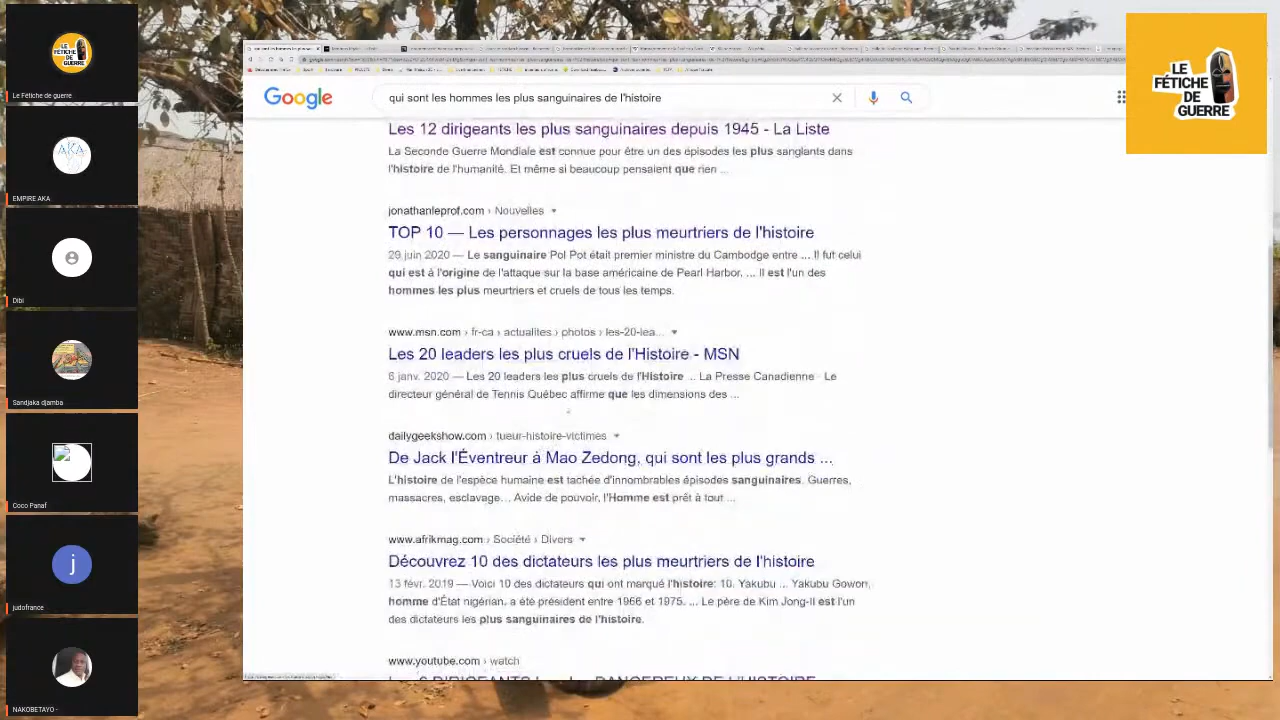 LE
FÉTICHE
DE
GUERRE
Le Fétiche de guerre
AKA
EMPIRE AKA
Dibi
Sandjaka djamba
Coco Panaf
j
judofrance
NAKOBETAYO -
Google
qui sont les hommes les plus sanguinaires de l'histoire
Les 12 dirigeants les plus sanguinaires depuis 1945 - La Liste
La Seconde Guerre Mondiale est connue pour être un des épisodes les plus sanglants dans
l'histoire de l'humanité. Et même si beaucoup pensaient que rien ...
jonathanleprof.com › Nouvelles
TOP 10 — Les personnages les plus meurtriers de l'histoire
29 juin 2020 — Le sanguinaire Pol Pot était premier ministre du Cambodge entre ... Il fut celui
qui est à l'origine de l'attaque sur la base américaine de Pearl Harbor, ... Il est l'un des
hommes les plus meurtriers et cruels de tous les temps.
www.msn.com › fr-ca › actualites › photos › les-20-lea...
Les 20 leaders les plus cruels de l'Histoire - MSN
6 janv. 2020 — Les 20 leaders les plus cruels de l'Histoire ... La Presse Canadienne - Le
directeur général de Tennis Québec affirme que les dimensions des ...
dailygeekshow.com › tueur-histoire-victimes
De Jack l'Éventreur à Mao Zedong, qui sont les plus grands ...
L'histoire de l'espèce humaine est tachée d'innombrables épisodes sanguinaires. Guerres,
massacres, esclavage… Avide de pouvoir, l'Homme est prêt à tout ...
www.afrikmag.com › Société › Divers
Découvrez 10 des dictateurs les plus meurtriers de l'histoire
13 févr. 2019 — Voici 10 des dictateurs qui ont marqué l'histoire: 10. Yakubu ... Yakubu Gowon,
homme d'État nigérian, a été président entre 1966 et 1975. ... Le père de Kim Jong-Il est l'un
des dictateurs les plus sanguinaires de l'histoire.
www.youtube.com › watch
DANGEREUX DE L'HISTOIRE
LE
FÉTICHE
DE
GUERRE